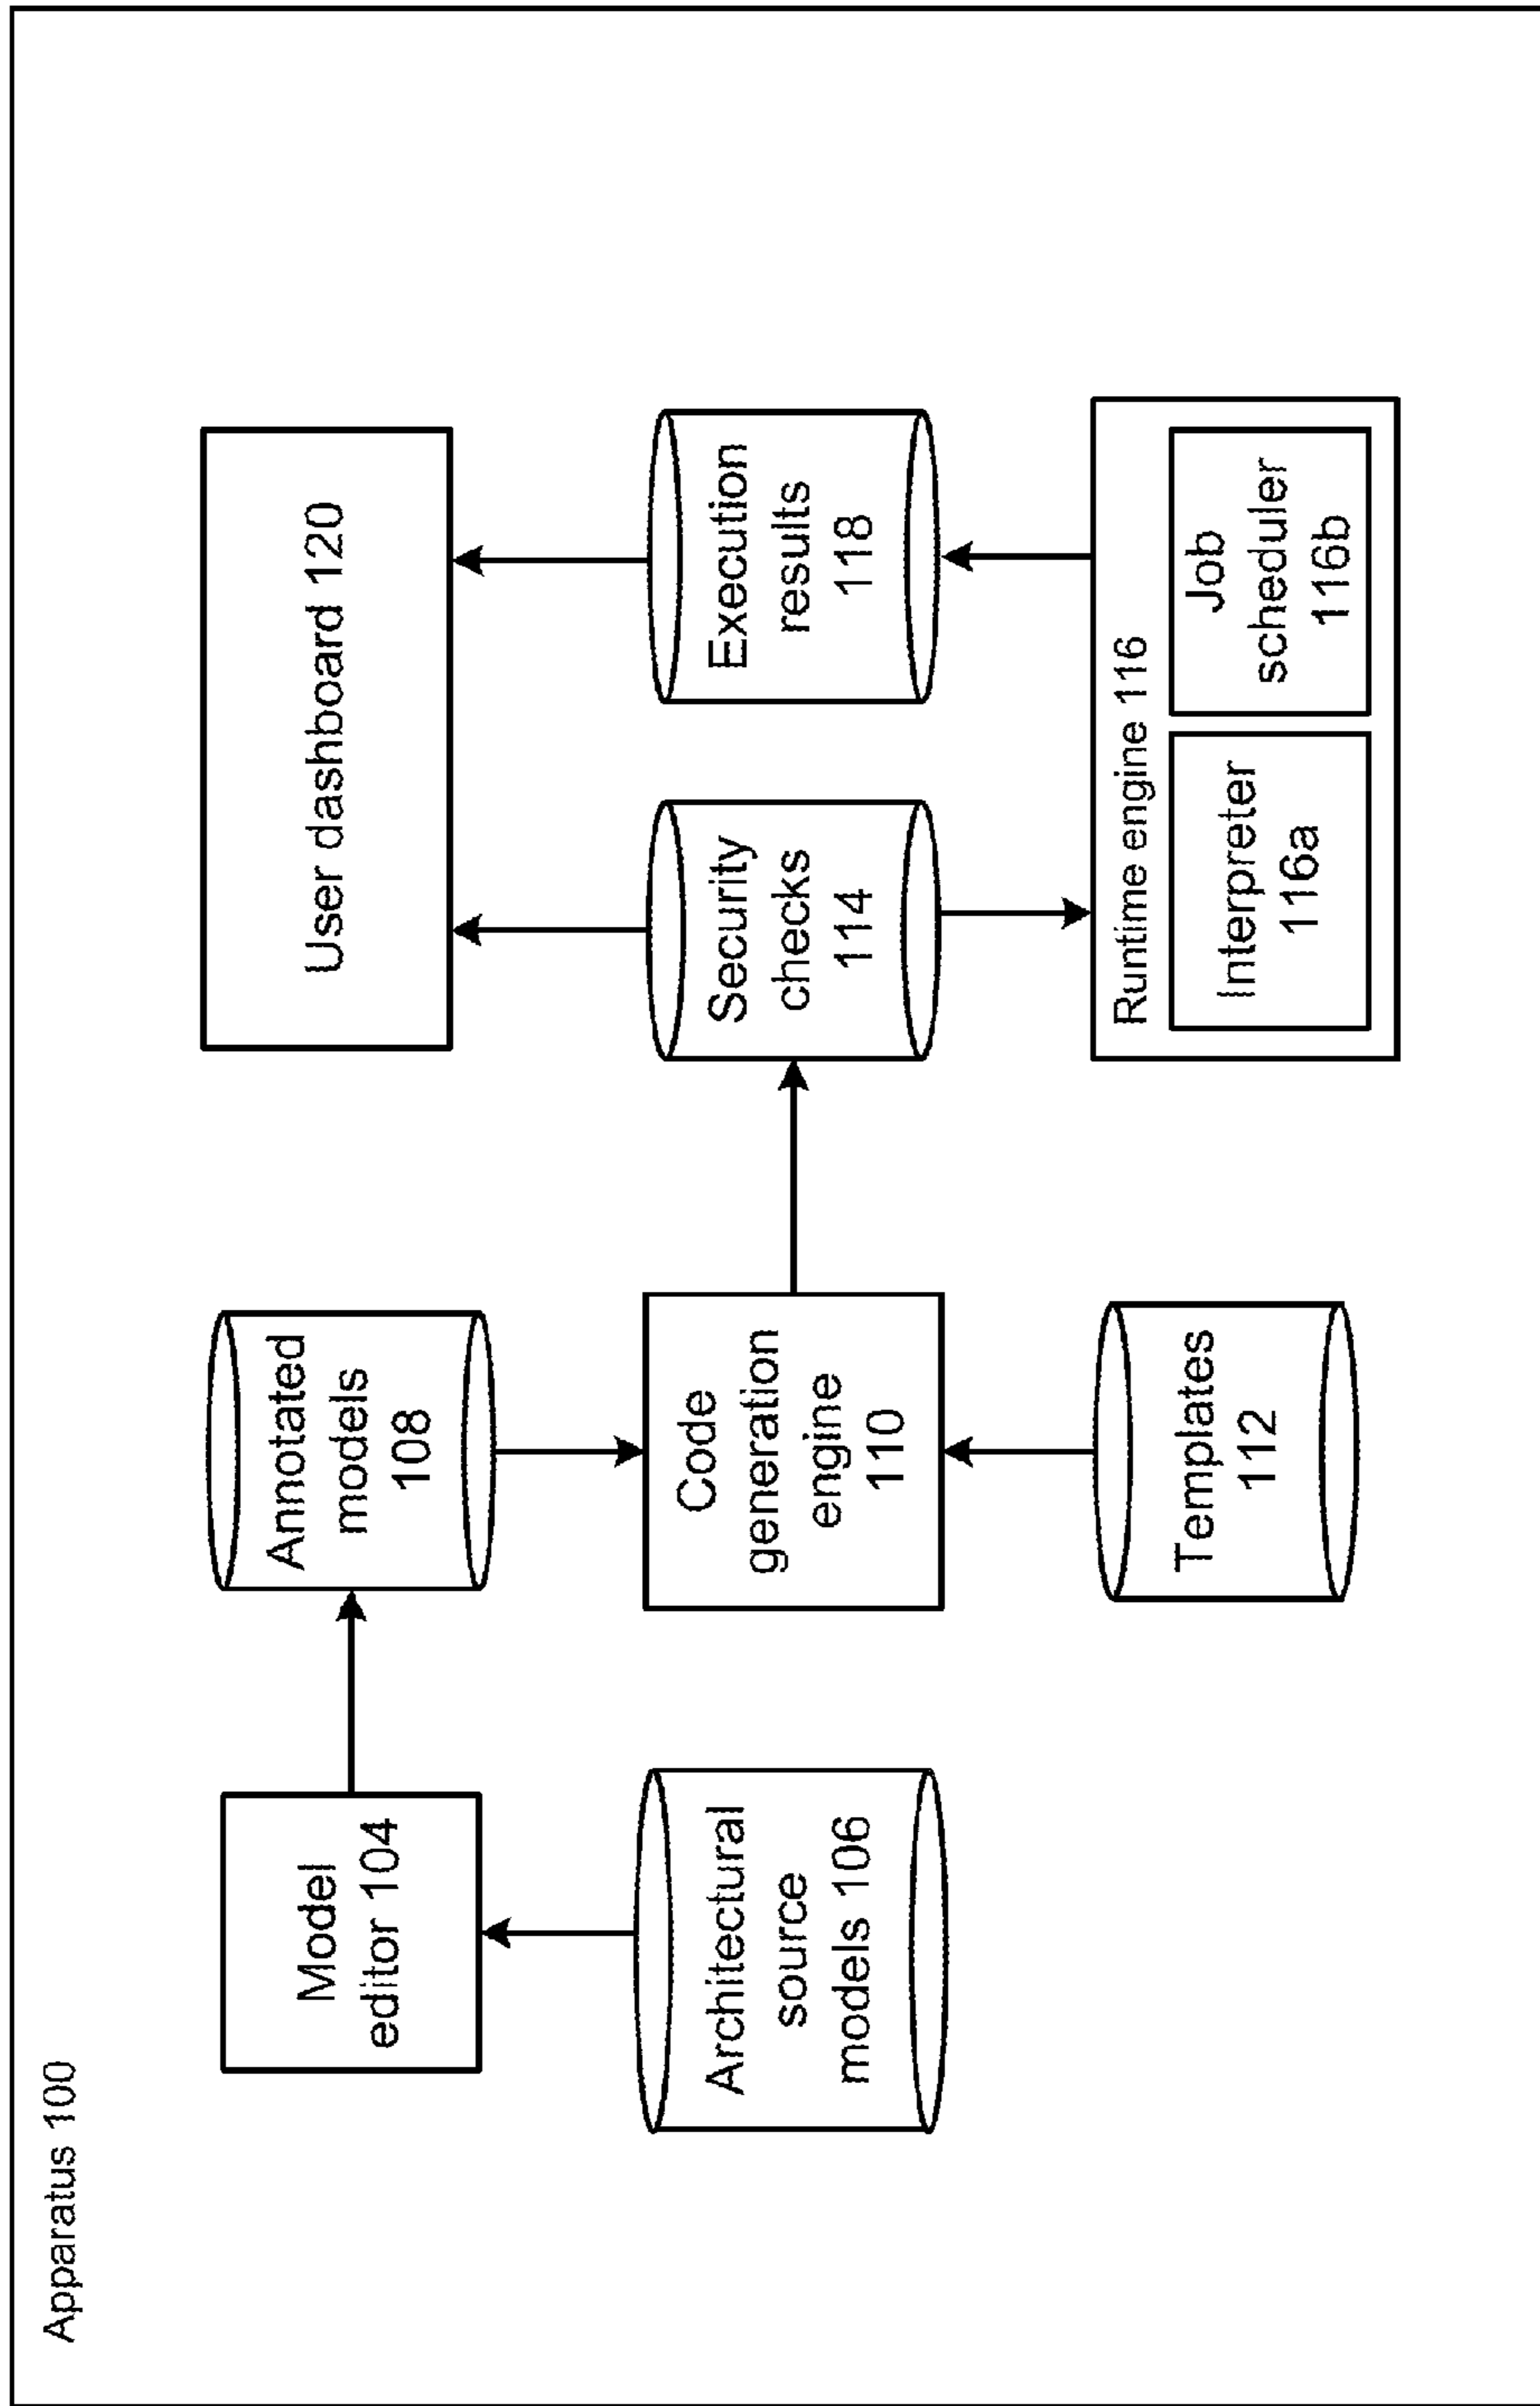 Apparatus 100
Model
editor 104
Architectural
source
models 106
Annotated
models
108
Code
generation
engine
110
Templates
112
User dashboard 120
Security
checks
114
Execution
results
118
Runtime engine 116
Interpreter
116a
Job
scheduler
116b